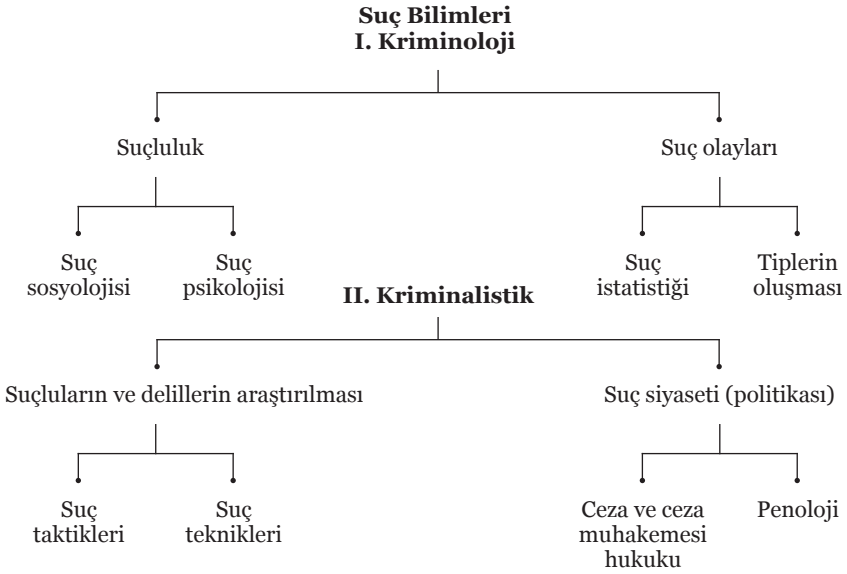 Suç Bilimleri
I. Kriminoloji
Suçluluk
Suç olayları
Suç
sosyolojisi
Suç
psikolojisi
Suç
istatistiği
Tiplerin
oluşması
II. Kriminalistik
Suçluların ve delillerin araştırılması
Suç siyaseti (politikası)
Suç
taktikleri
Suç
teknikleri
Ceza ve ceza
muhakemesi
hukuku
Penoloji